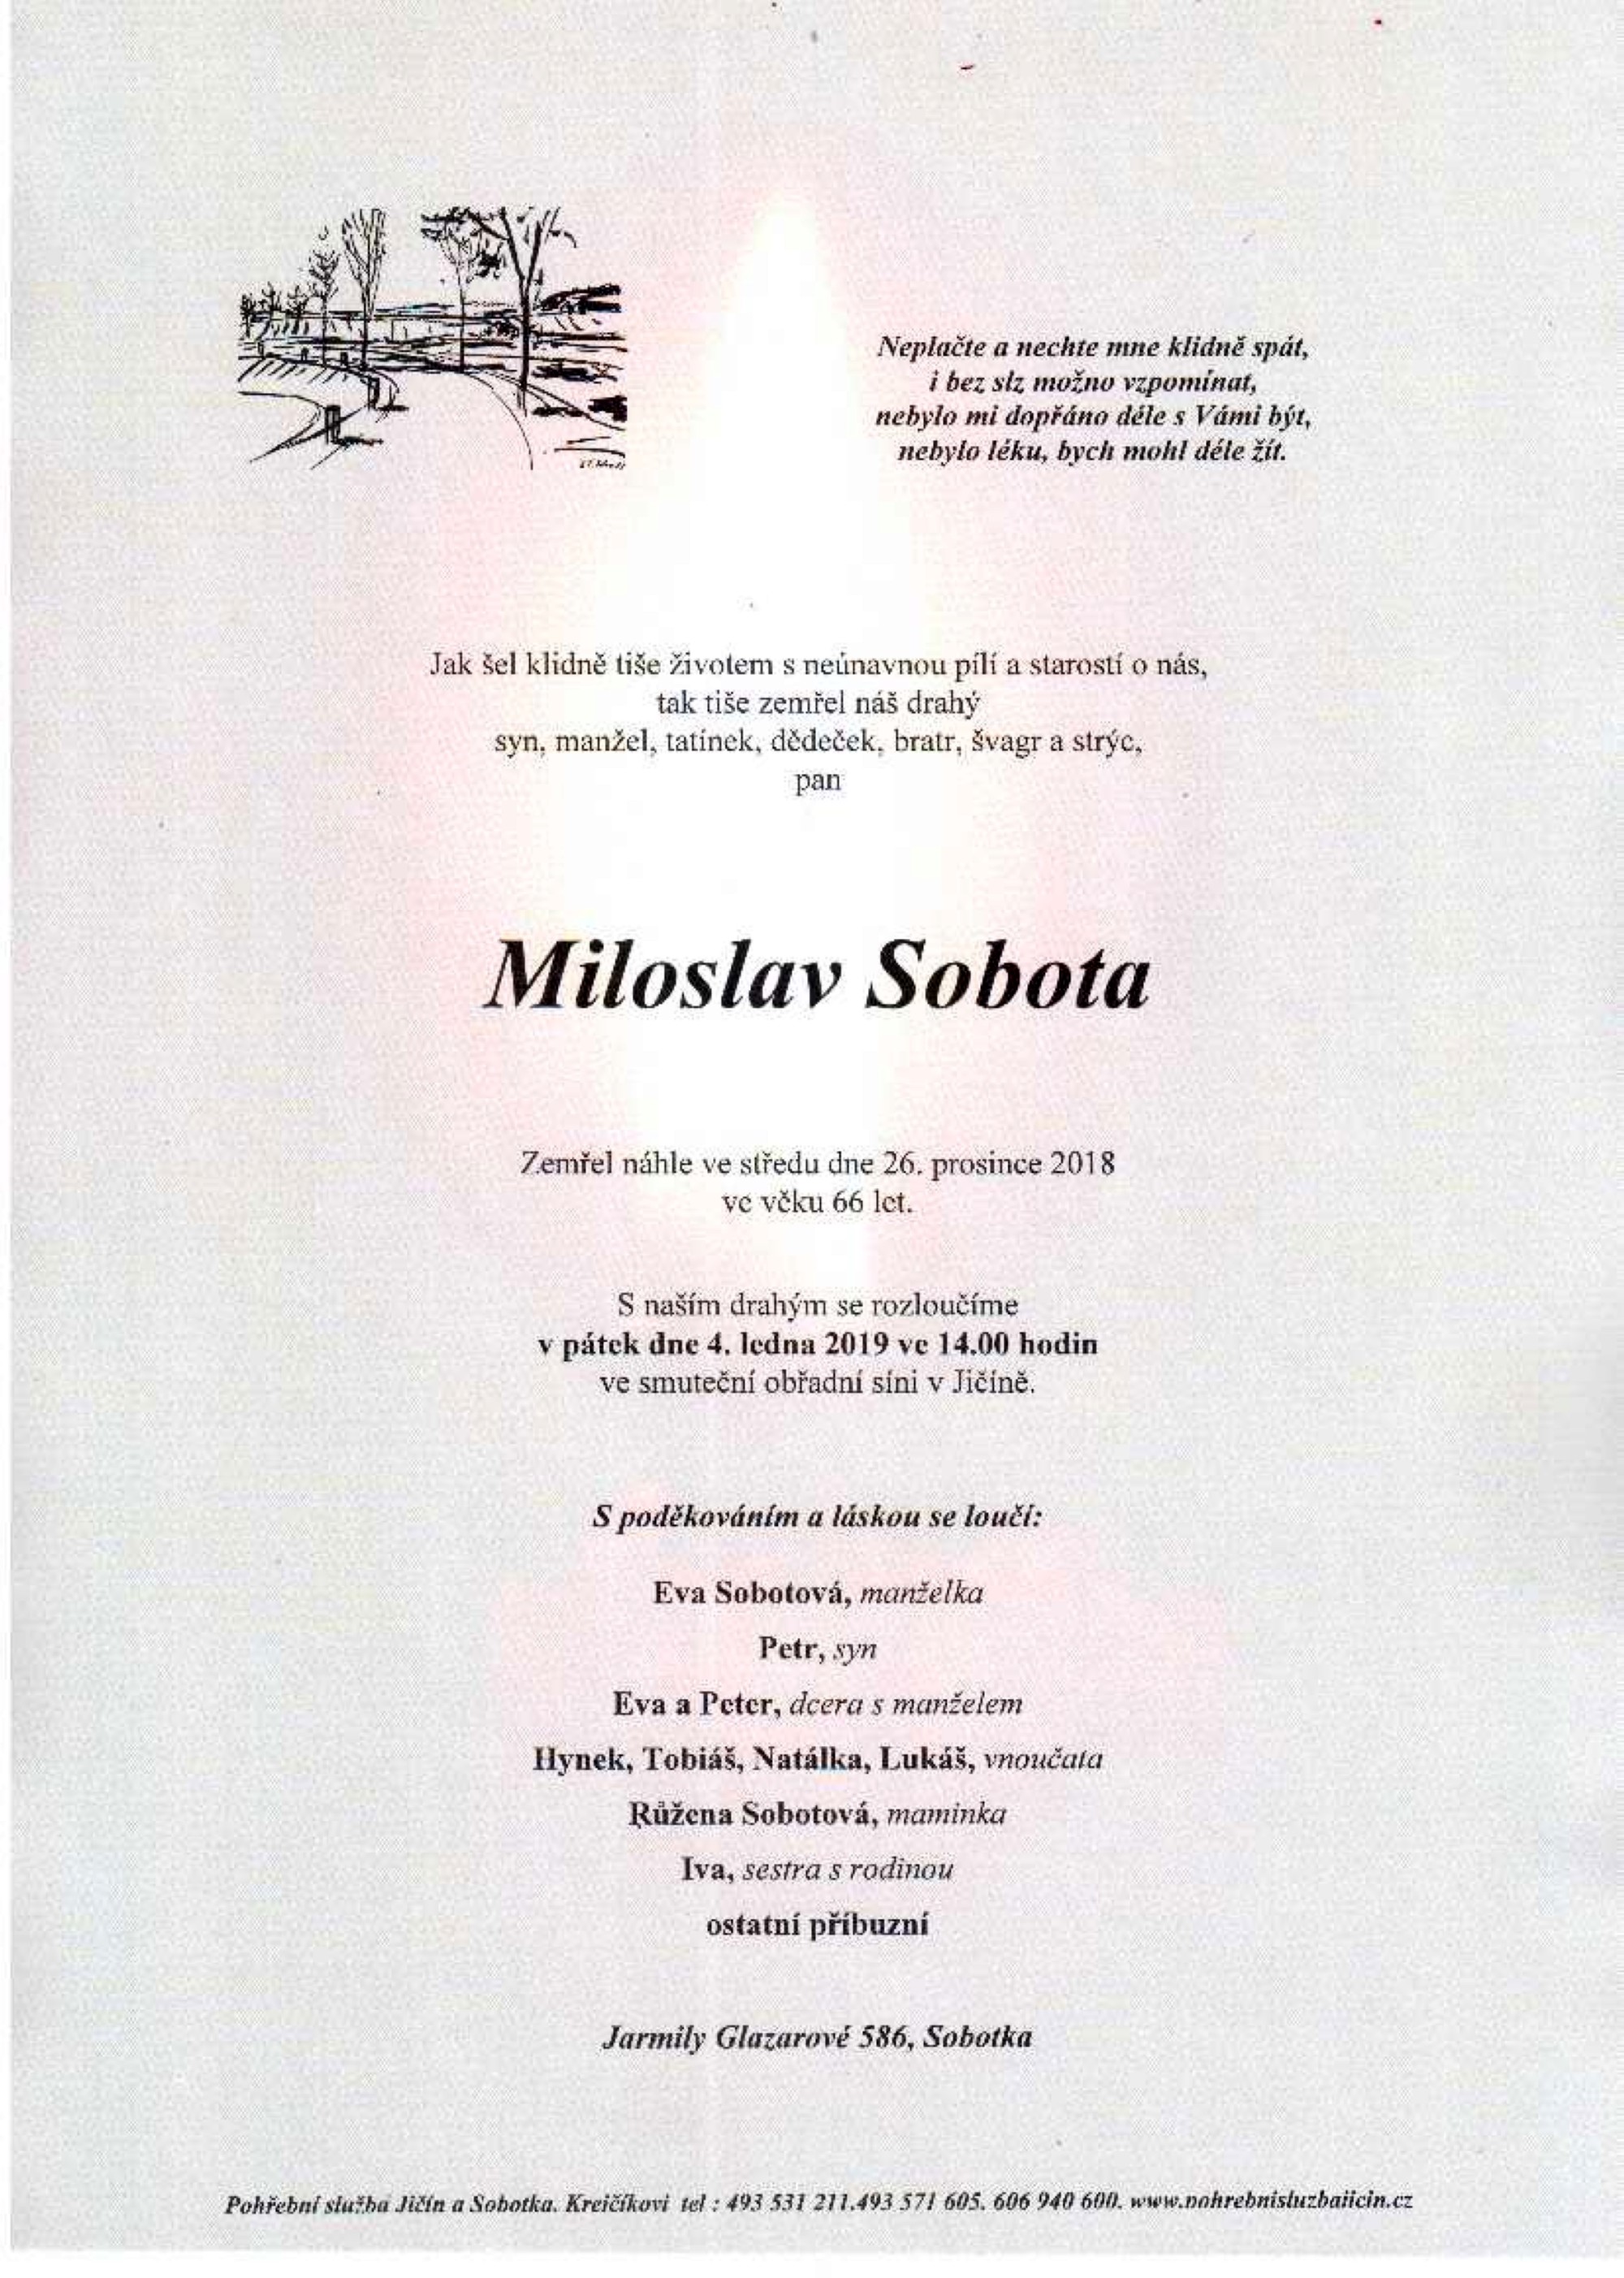 Neplačte a nechte mne klidně spát,
i bez slz možno vzpomínat,
nebylo mi dopřáno déle s Vámi být,
nebylo léku, bych mohl déle žít.
Jak šel klidně tiše životem s neúnavnou pílí a starostí o nás,
tak tiše zemřel náš drahý
syn, manžel, tatínek, dědeček, bratr, švagr a strýc,
pan
Miloslav Sobota
Zemřel náhle ve středu dne 26. prosince 2018
ve věku 66 let.
S naším drahým se rozloučíme
v pátek dne 4. ledna 2019 ve 14.00 hodin
ve smuteční obřadní síni v Jičíně.
S poděkováním a láskou se loučí:
Eva Sobotová, manželka
Petr, syn
Eva a Peter, dcera s manželem
Hynek, Tobiáš, Natálka, Lukáš, vnoučata
Růžena Sobotová, maminka
Iva, sestra s rodinou
ostatní příbuzní
Jarmily Glazarové 586, Sobotka
Pohřební služba Jičín a Sobotka. Krejčíkovi tel : 493 531 211.493 571 605. 606 940 600. www.pohrebnisluzbajicin.cz